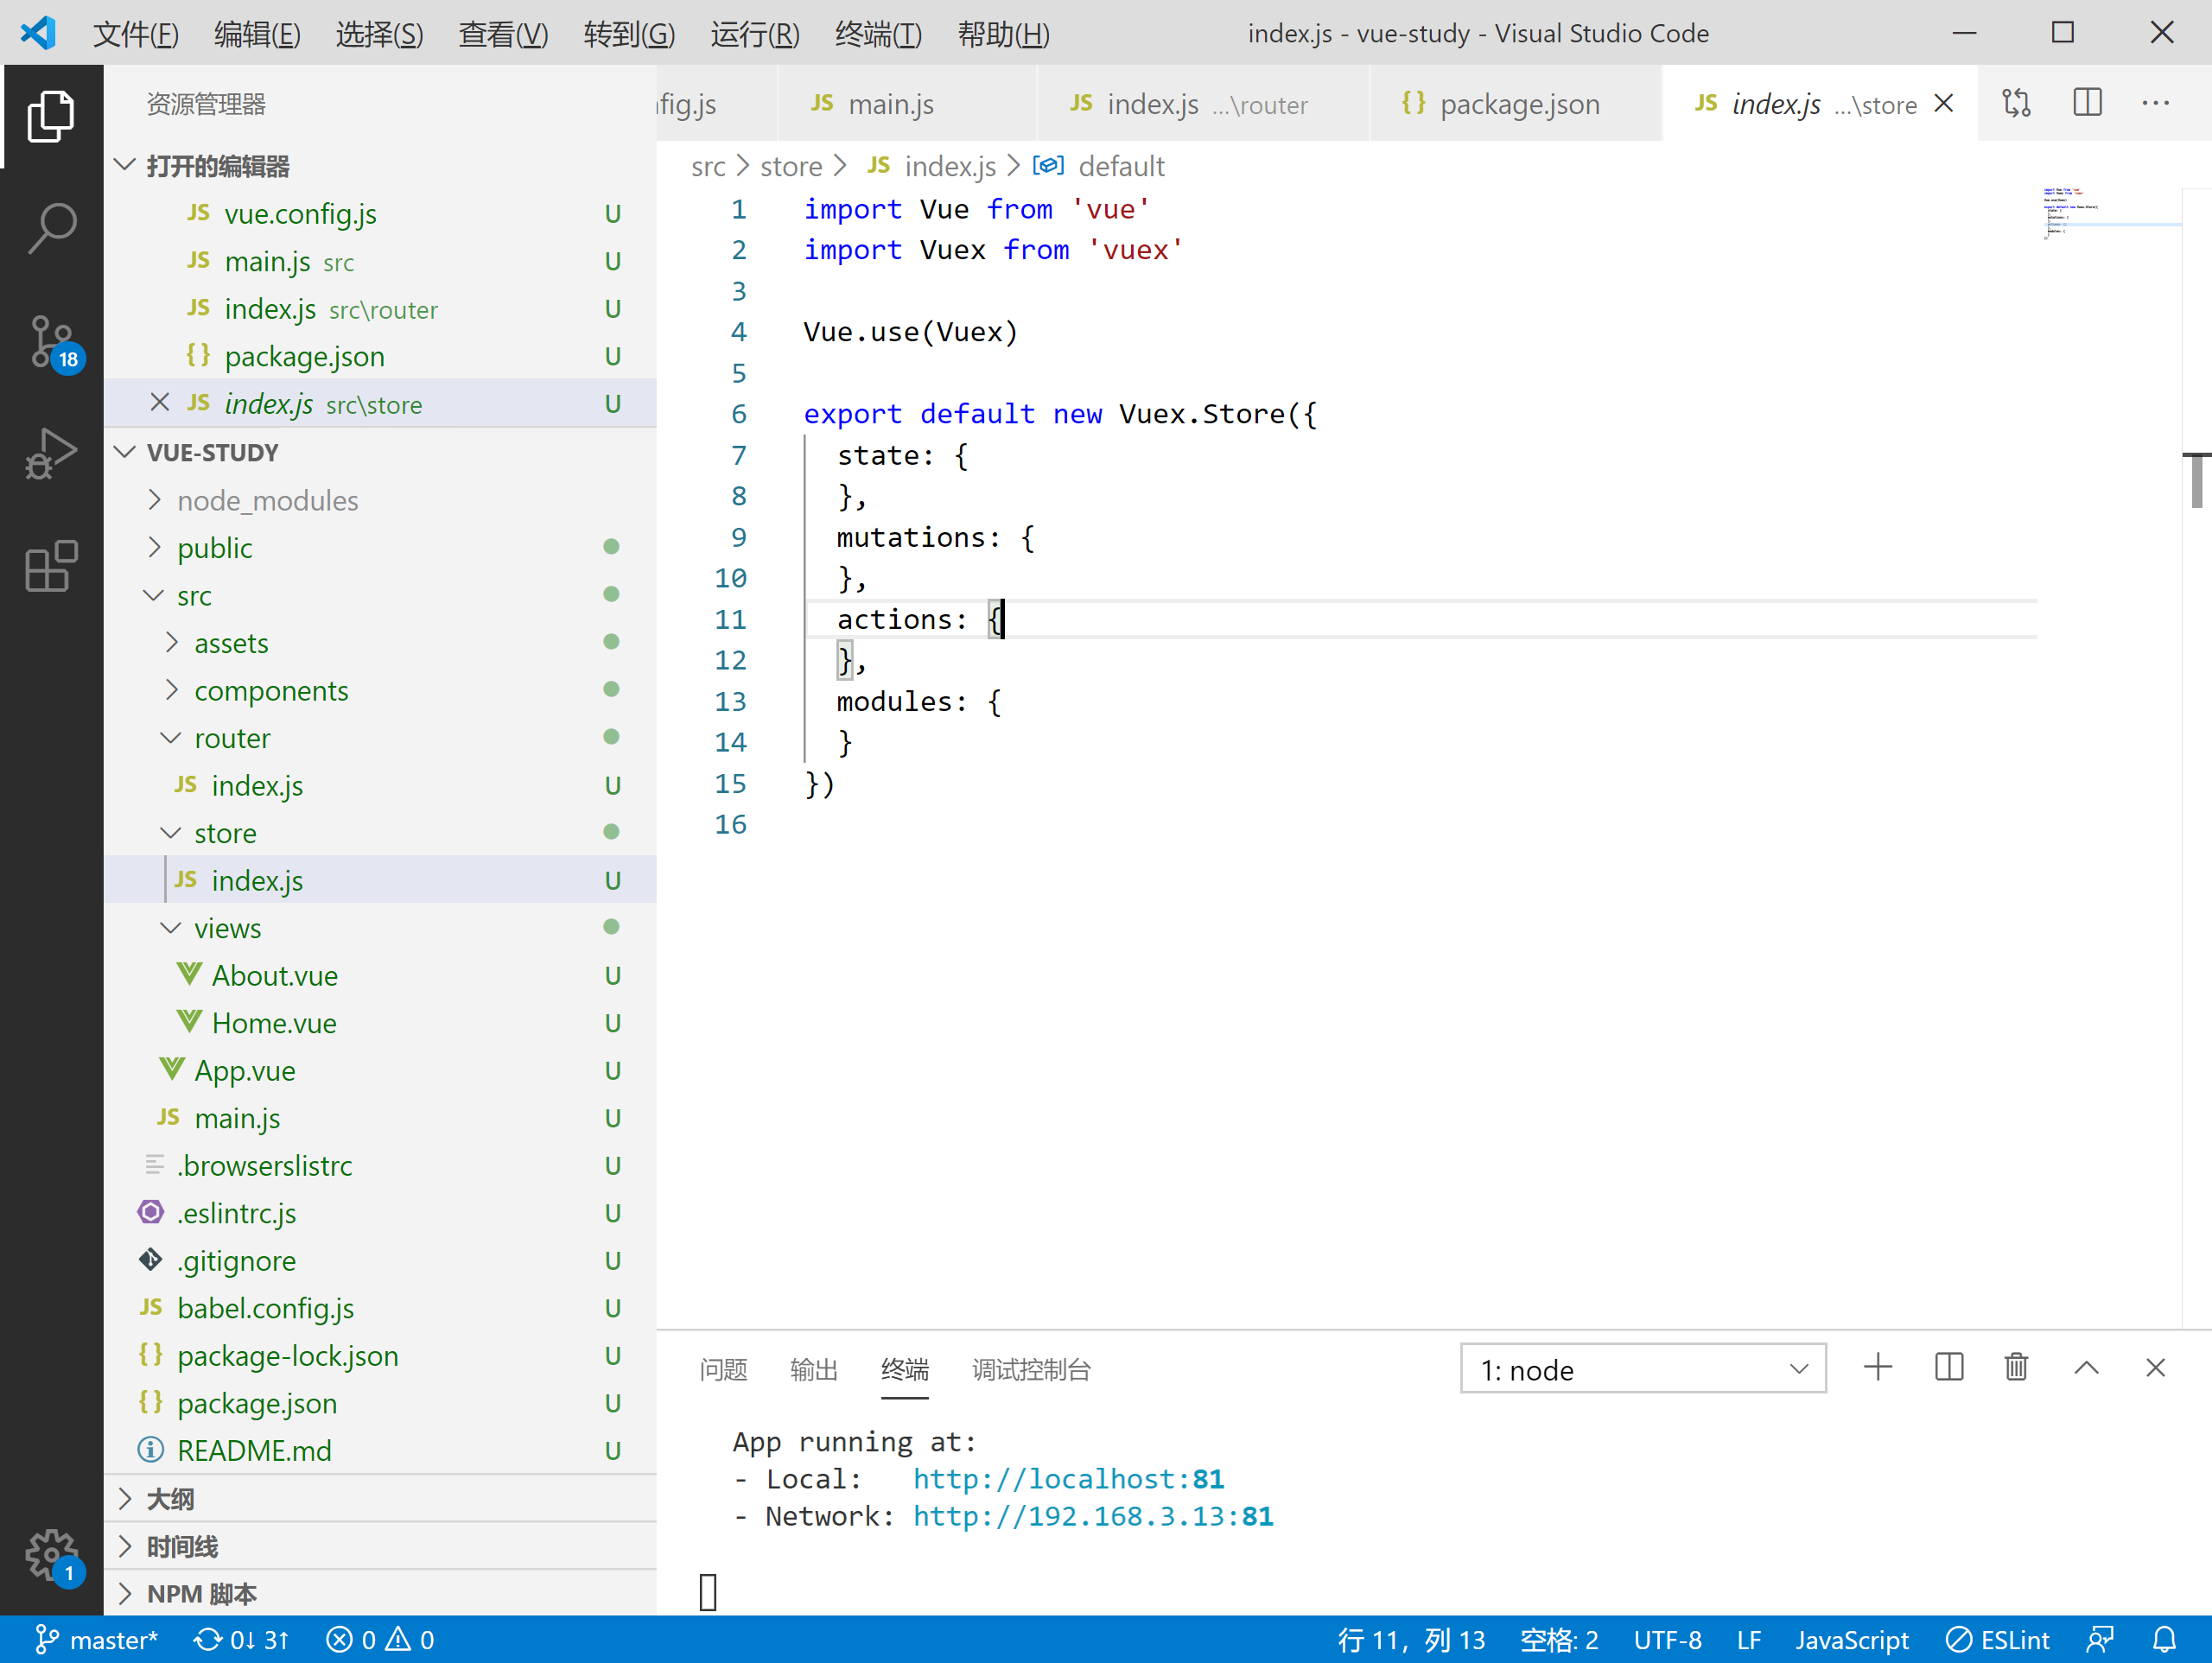 文件(F) 编辑(E) 选择(S) 查看(V) 转到(G) 运行(R) 终端(T) 帮助(H) index.js - vue-study - Visual Studio Code
资源管理器
打开的编辑器
JS vue.config.js U
JS main.js src U
JS index.js src\router U
{} package.json U
JS index.js src\store U
VUE-STUDY
node_modules
public
src
assets
components
router
JS index.js U
store
JS index.js U
views
About.vue U
Home.vue U
App.vue U
JS main.js U
.browserslistrc U
.eslintrc.js U
.gitignore U
JS babel.config.js U
{} package-lock.json U
{} package.json U
README.md U
大纲
时间线
NPM 脚本
18
1
fig.js JS main.js JS index.js ...\router {} package.json JS index.js ...\store
src > store > JS index.js > default
1 import Vue from 'vue'
2 import Vuex from 'vuex'
3
4 Vue.use(Vuex)
5
6 export default new Vuex.Store({
7 state: {
8 },
9 mutations: {
10 },
11 actions: {
12 },
13 modules: {
14 }
15 })
16
问题 输出 终端 调试控制台 1: node
App running at:
- Local: http://localhost:81
- Network: http://192.168.3.13:81
master* 0↓ 3↑ 0 0 行 11，列 13 空格: 2 UTF-8 LF JavaScript ESLint